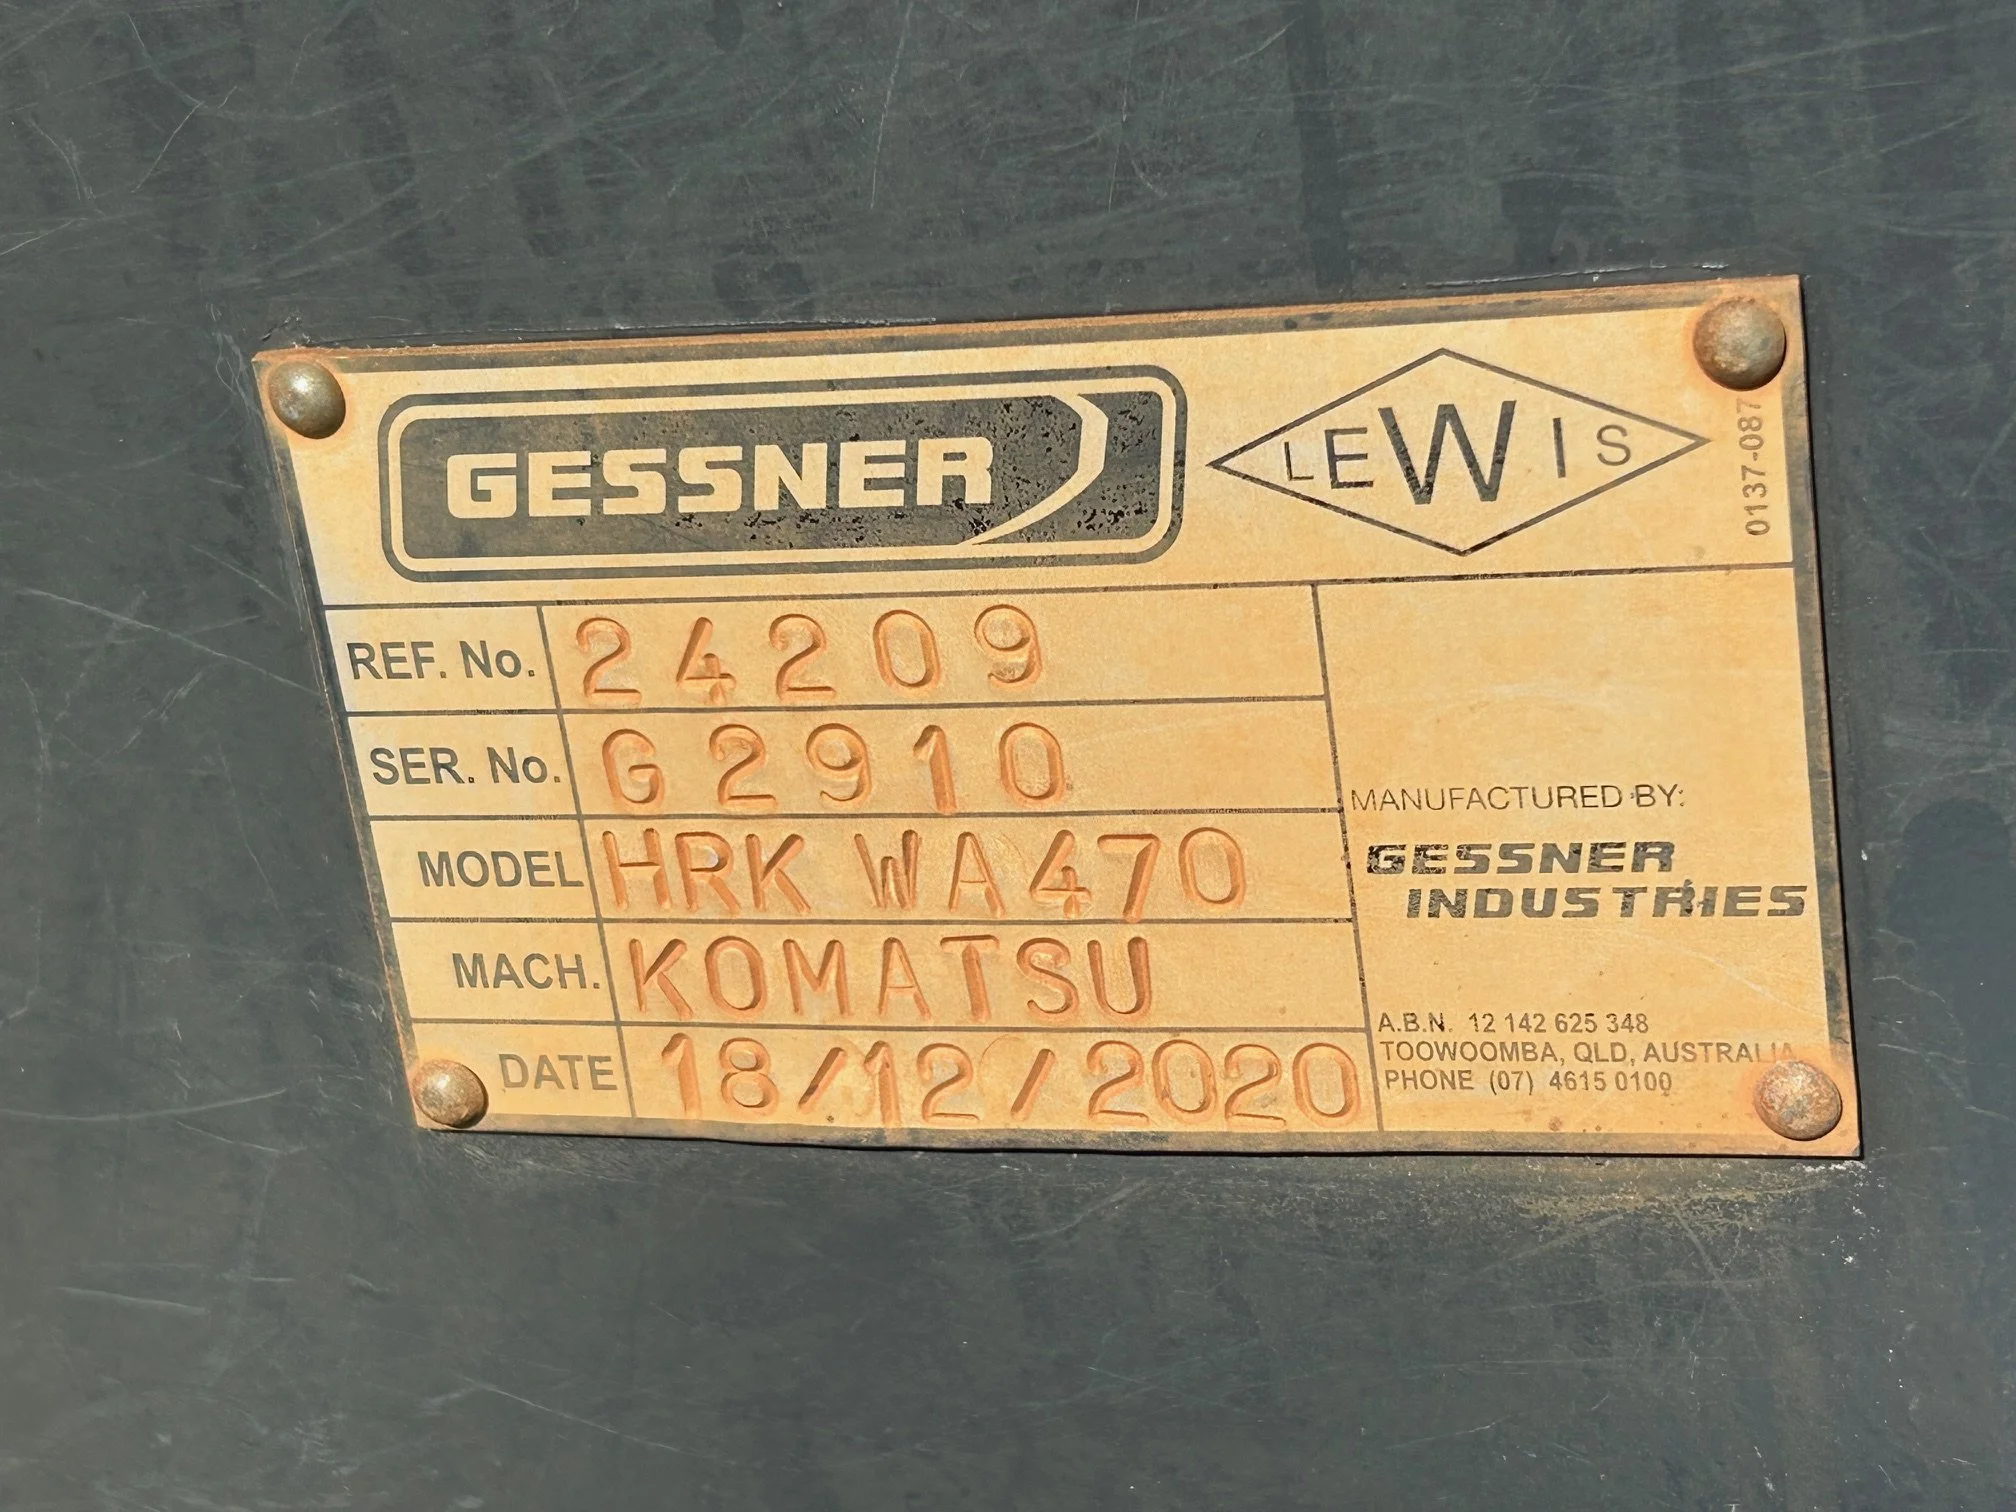 GESSNER
LEWIS
0137-087
REF. No. 24209
SER. No. G2910
MODEL HRK WA470
MACH. KOMATSU
DATE 18/12/2020
MANUFACTURED BY:
GESSNER
INDUSTRIES
A.B.N. 12 142 625 348
TOOWOOMBA, QLD, AUSTRALIA
PHONE (07) 4615 0100